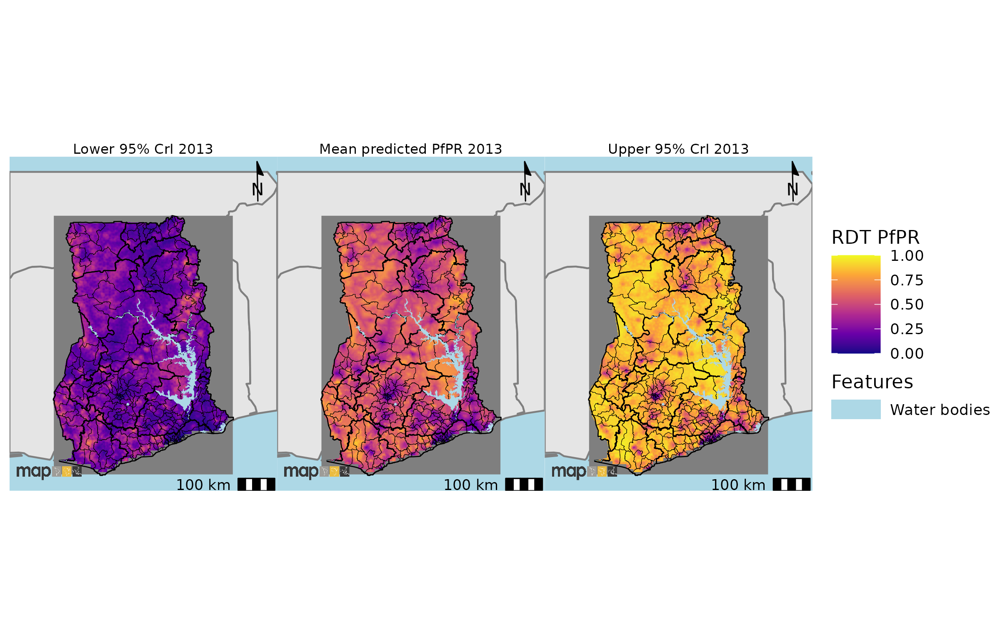 Lower 95% CrI 2013
Mean predicted PfPR 2013
Upper 95% CrI 2013
N
N
N
RDT PfPR
1.00
0.75
0.50
0.25
0.00
Features
Water bodies
map
map
map
100 km
100 km
100 km